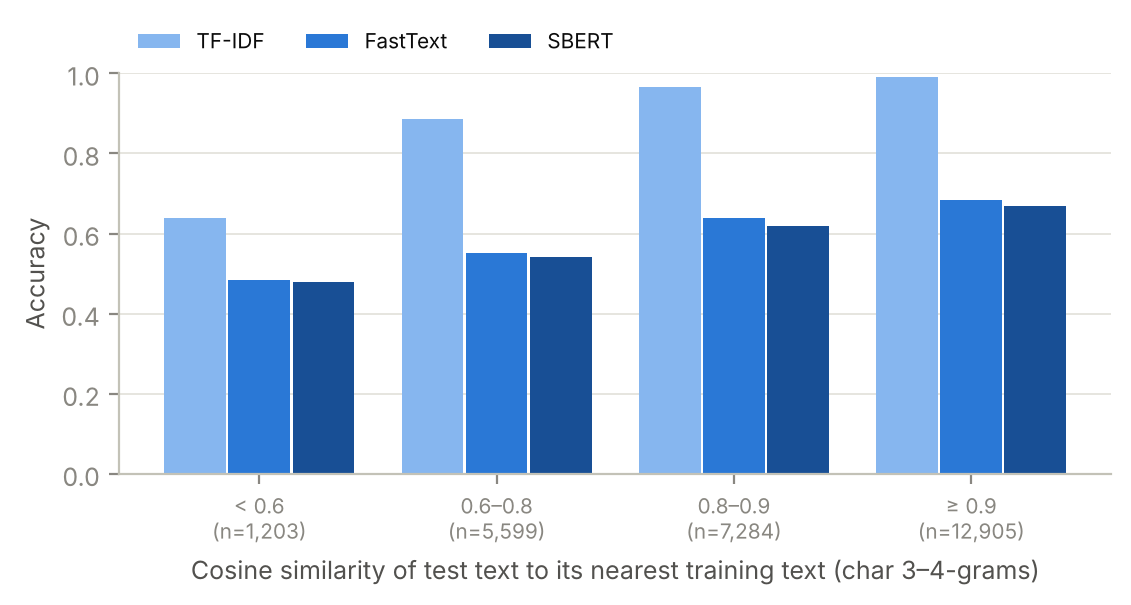 TF-IDF FastText SBERT
1.0
0.8
0.6
0.4
0.2
0.0
Accuracy
< 0.6 0.6–0.8 0.8–0.9 ≥ 0.9
(n=1,203) (n=5,599) (n=7,284) (n=12,905)
Cosine similarity of test text to its nearest training text (char 3–4-grams)